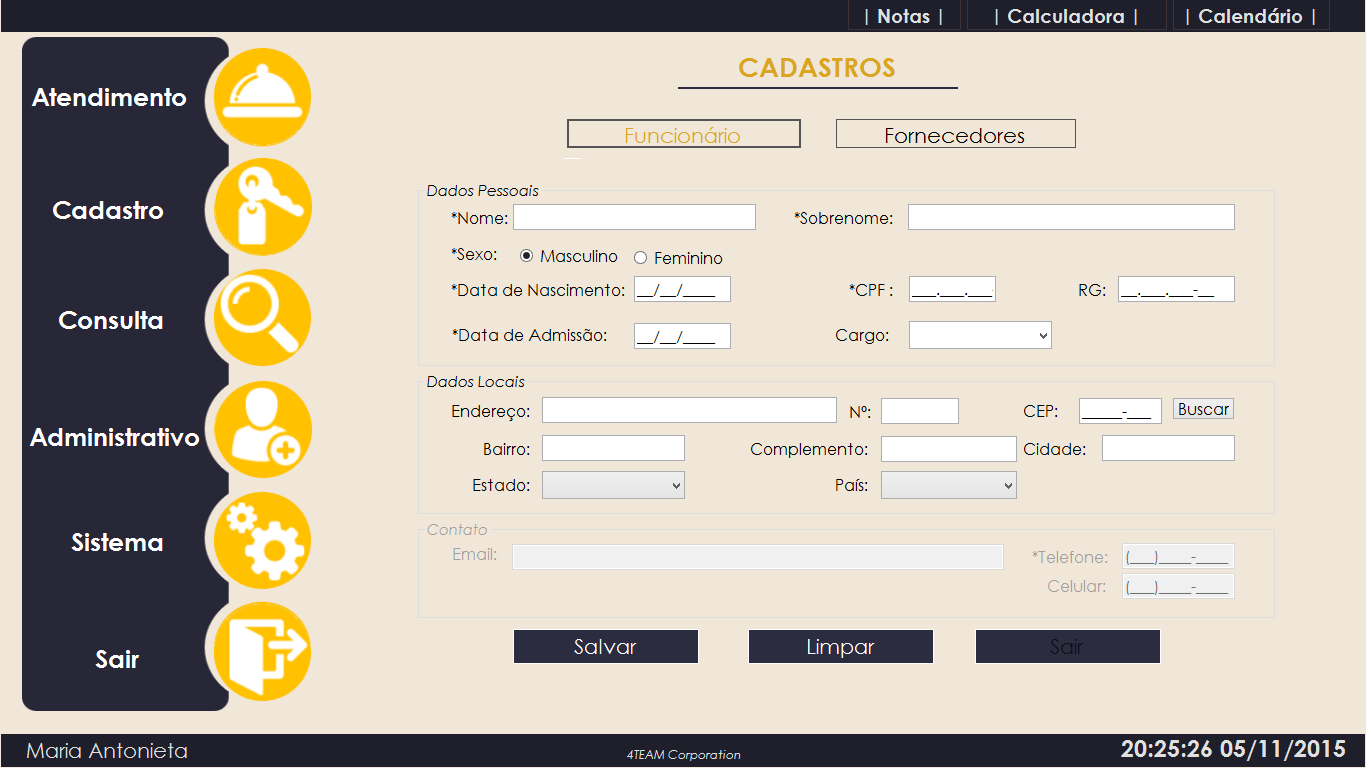 | Notas | | Calculadora | | Calendário |
CADASTROS
Atendimento
Cadastro
Consulta
Administrativo
Sistema
Sair
Funcionário Fornecedores
Dados Pessoais
*Nome: *Sobrenome:
*Sexo: Masculino Feminino
*Data de Nascimento: __/__/____ *CPF : ___.___.___ RG: __.___.___-__
*Data de Admissão: __/__/____ Cargo:
Dados Locais
Endereço: Nº: CEP: _____-___ Buscar
Bairro: Complemento: Cidade:
Estado: País:
Contato
Email: *Telefone: (___)____-____
Celular: (___)____-____
Salvar Limpar Sair
Maria Antonieta 4TEAM Corporation 20:25:26 05/11/2015